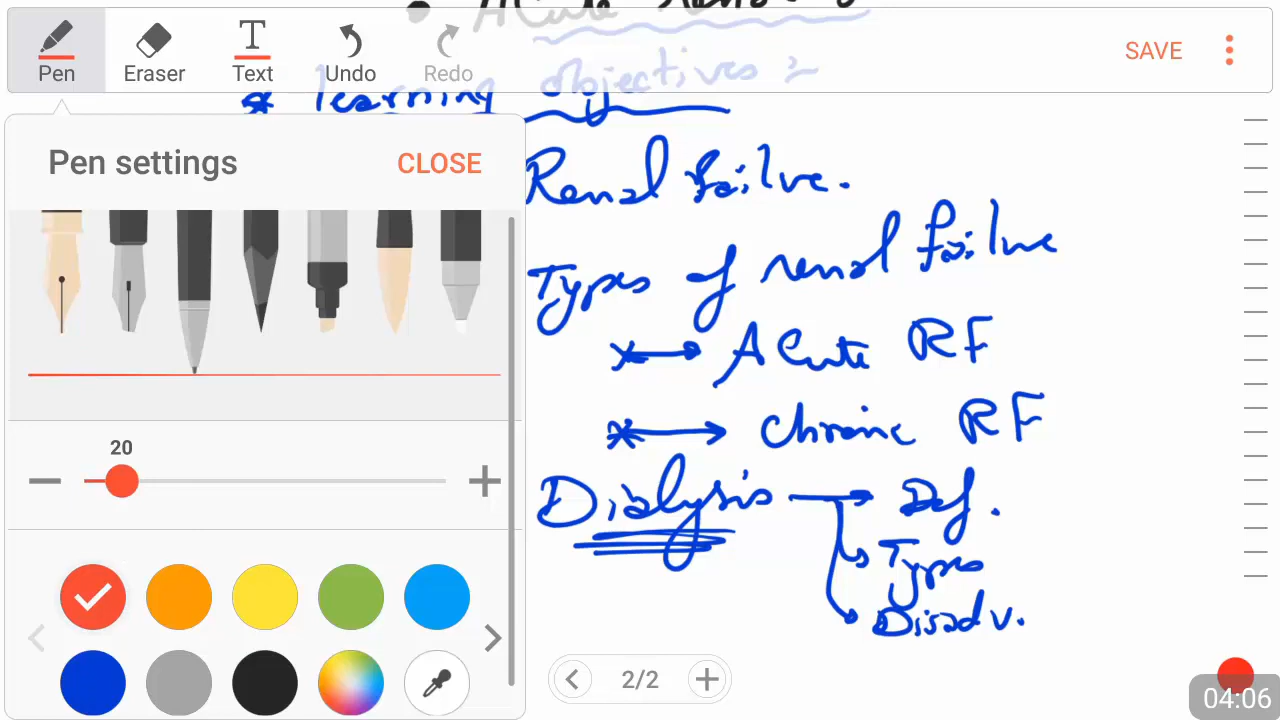 Acute
Pen Eraser Text Undo Redo SAVE
* learning objectives :-
Pen settings CLOSE
Renal failure.
Types of renal failure
Acute RF
Chronic RF
20
Dialysis → Def.
Types
Disadv.
2/2
04:06